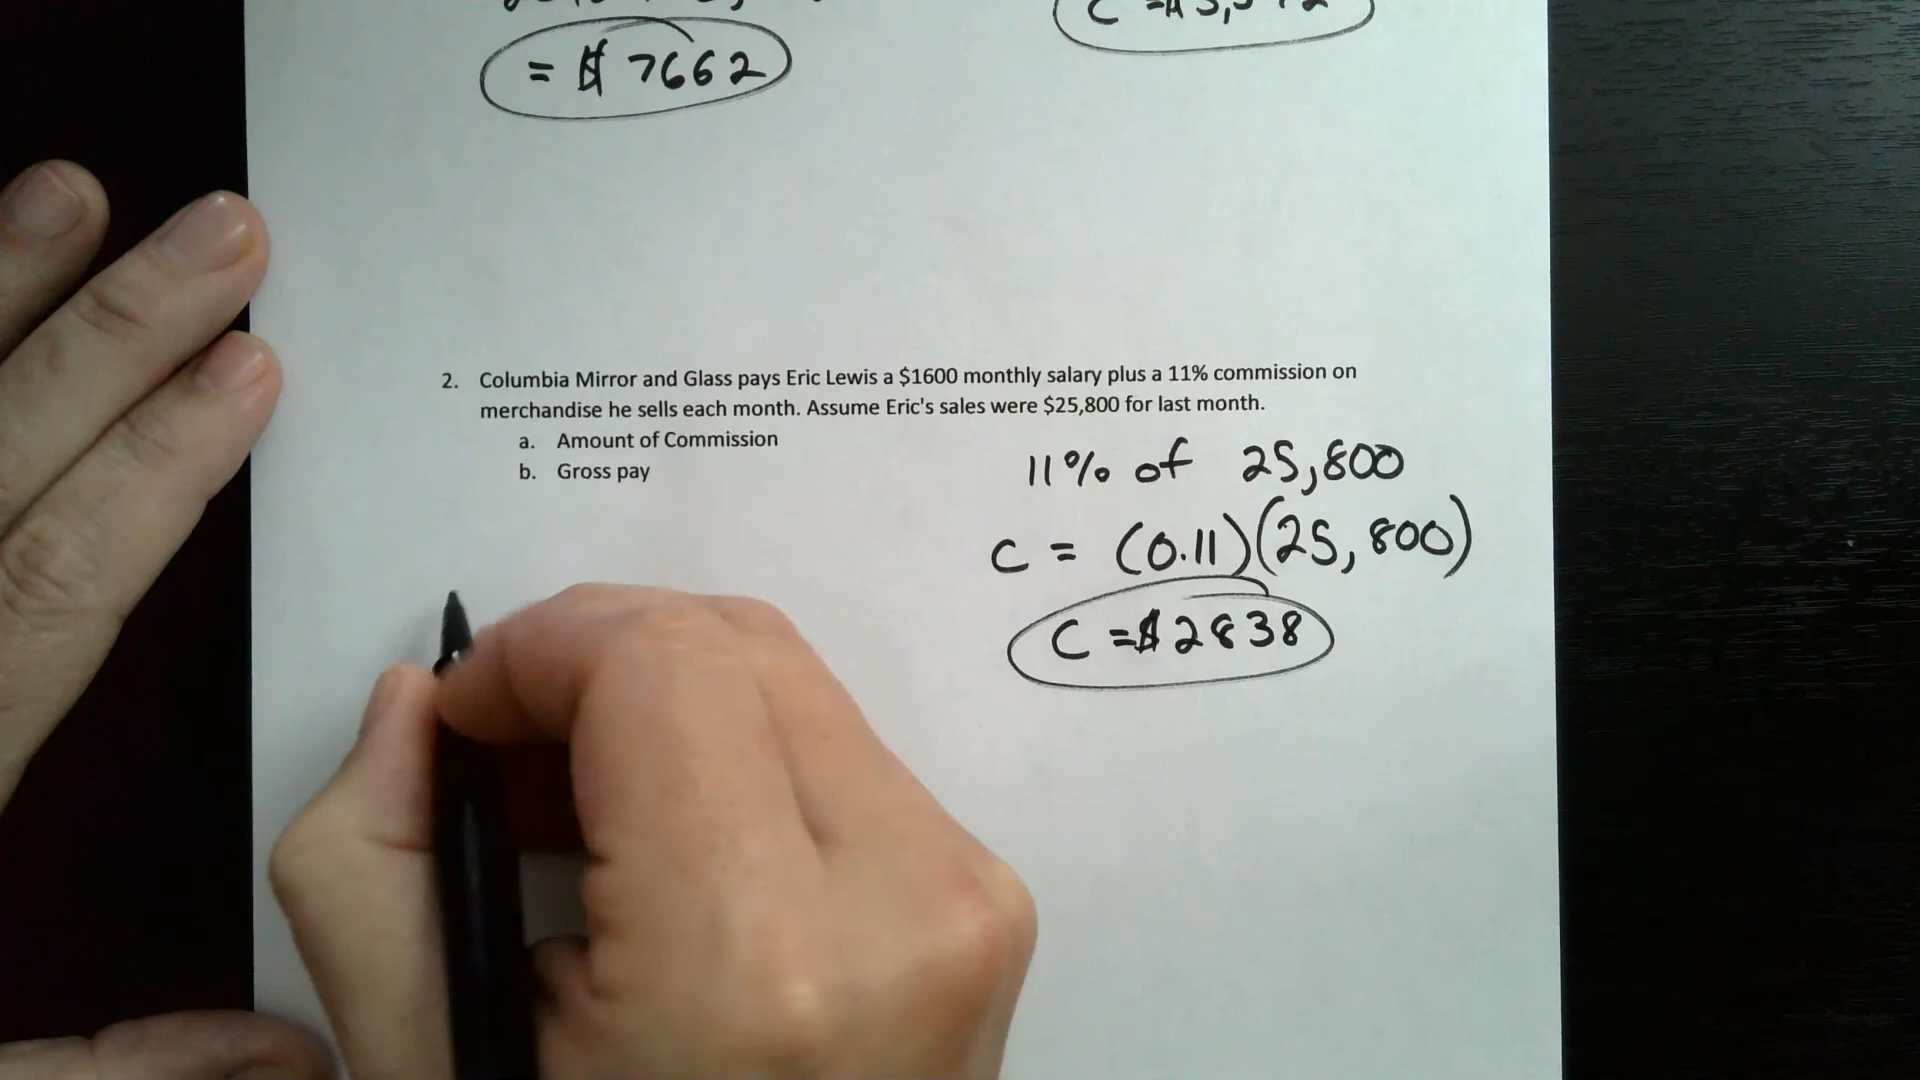 = $ 7662
2. Columbia Mirror and Glass pays Eric Lewis a $1600 monthly salary plus a 11% commission on
merchandise he sells each month. Assume Eric's sales were $25,800 for last month.
a. Amount of Commission
b. Gross pay
11% of 25,800
C = (0.11)(25,800)
C = $2838